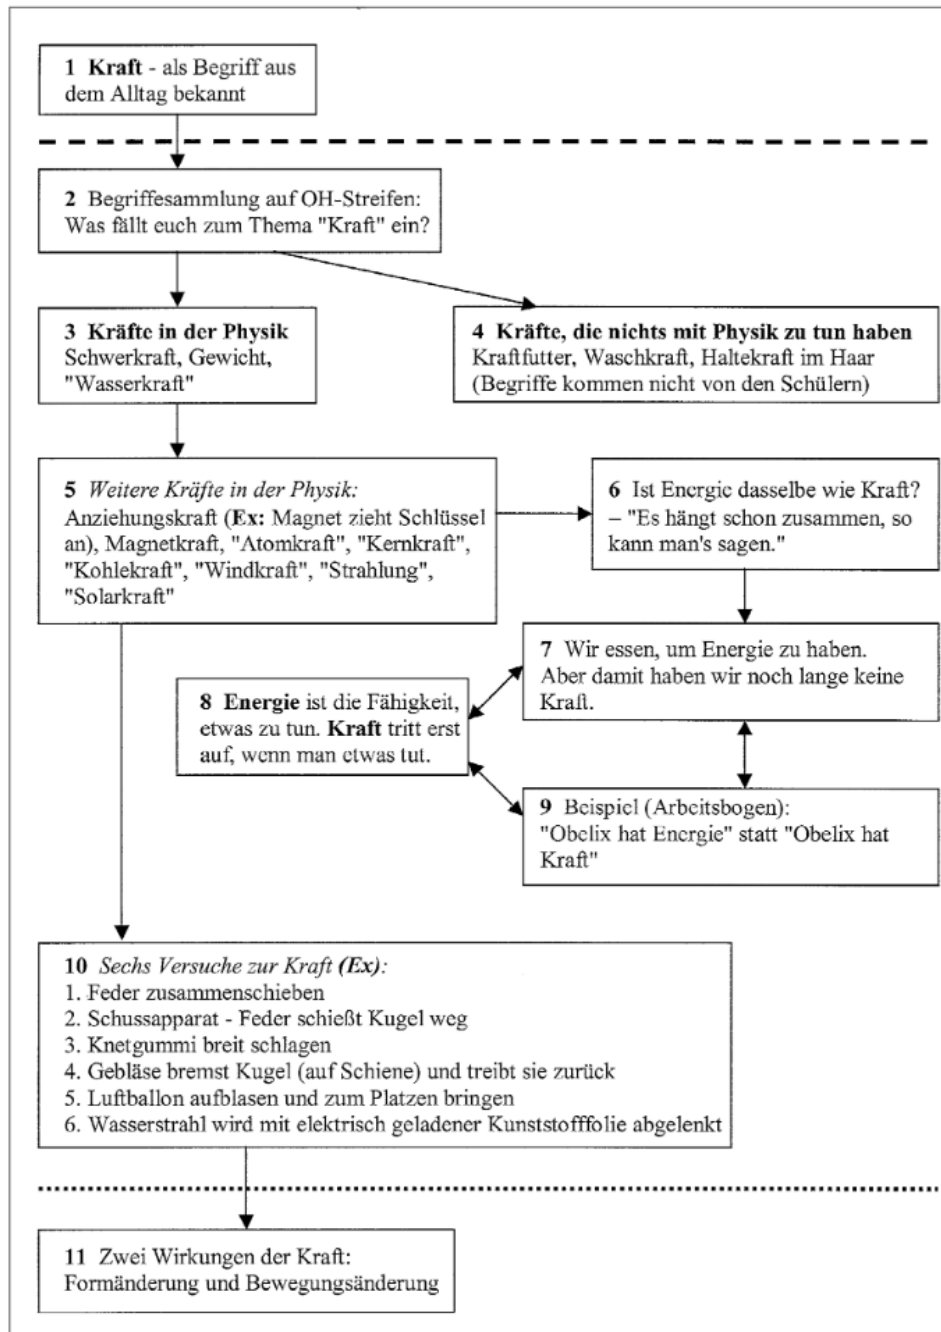 1 Kraft - als Begriff aus
dem Alltag bekannt
2 Begriffesammlung auf OH-Streifen:
Was fällt euch zum Thema "Kraft" ein?
3 Kräfte in der Physik
Schwerkraft, Gewicht,
"Wasserkraft"
4 Kräfte, die nichts mit Physik zu tun haben
Kraftfutter, Waschkraft, Haltekraft im Haar
(Begriffe kommen nicht von den Schülern)
5 Weitere Kräfte in der Physik:
Anziehungskraft (Ex: Magnet zieht Schlüssel
an), Magnetkraft, "Atomkraft", "Kernkraft",
"Kohlekraft", "Windkraft", "Strahlung",
"Solarkraft"
6 Ist Energie dasselbe wie Kraft?
– "Es hängt schon zusammen, so
kann man's sagen."
7 Wir essen, um Energie zu haben.
Aber damit haben wir noch lange keine
Kraft.
8 Energie ist die Fähigkeit,
etwas zu tun. Kraft tritt erst
auf, wenn man etwas tut.
9 Beispiel (Arbeitsbogen):
"Obelix hat Energie" statt "Obelix hat
Kraft"
10 Sechs Versuche zur Kraft (Ex):
1. Feder zusammenschieben
2. Schussapparat - Feder schießt Kugel weg
3. Knetgummi breit schlagen
4. Gebläse bremst Kugel (auf Schiene) und treibt sie zurück
5. Luftballon aufblasen und zum Platzen bringen
6. Wasserstrahl wird mit elektrisch geladener Kunststofffolie abgelenkt
11 Zwei Wirkungen der Kraft:
Formänderung und Bewegungsänderung